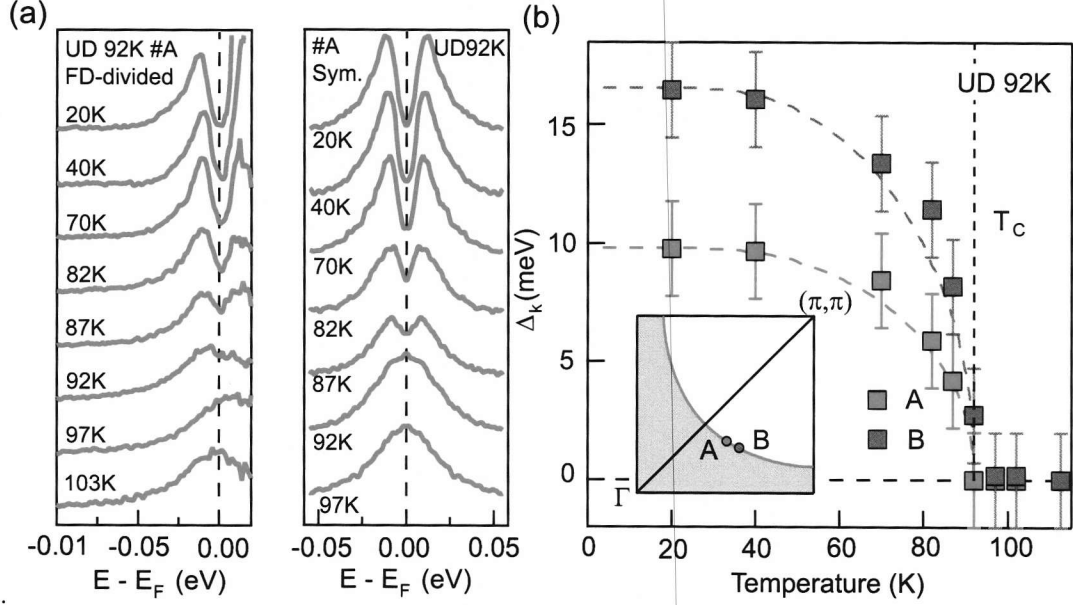 (a)
UD 92K #A
FD-divided
20K
40K
70K
82K
87K
92K
97K
103K
-0.01 -0.05 0.00
E - E_F (eV)
#A UD92K
Sym.
20K
40K
70K
82K
87K
92K
97K
-0.05 0.00 0.05
E - E_F (eV)
(b)
UD 92K
T_C
15
10
5
0
Δ_k (meV)
(π,π)
A B
Γ
A
B
0 20 40 60 80 100
Temperature (K)